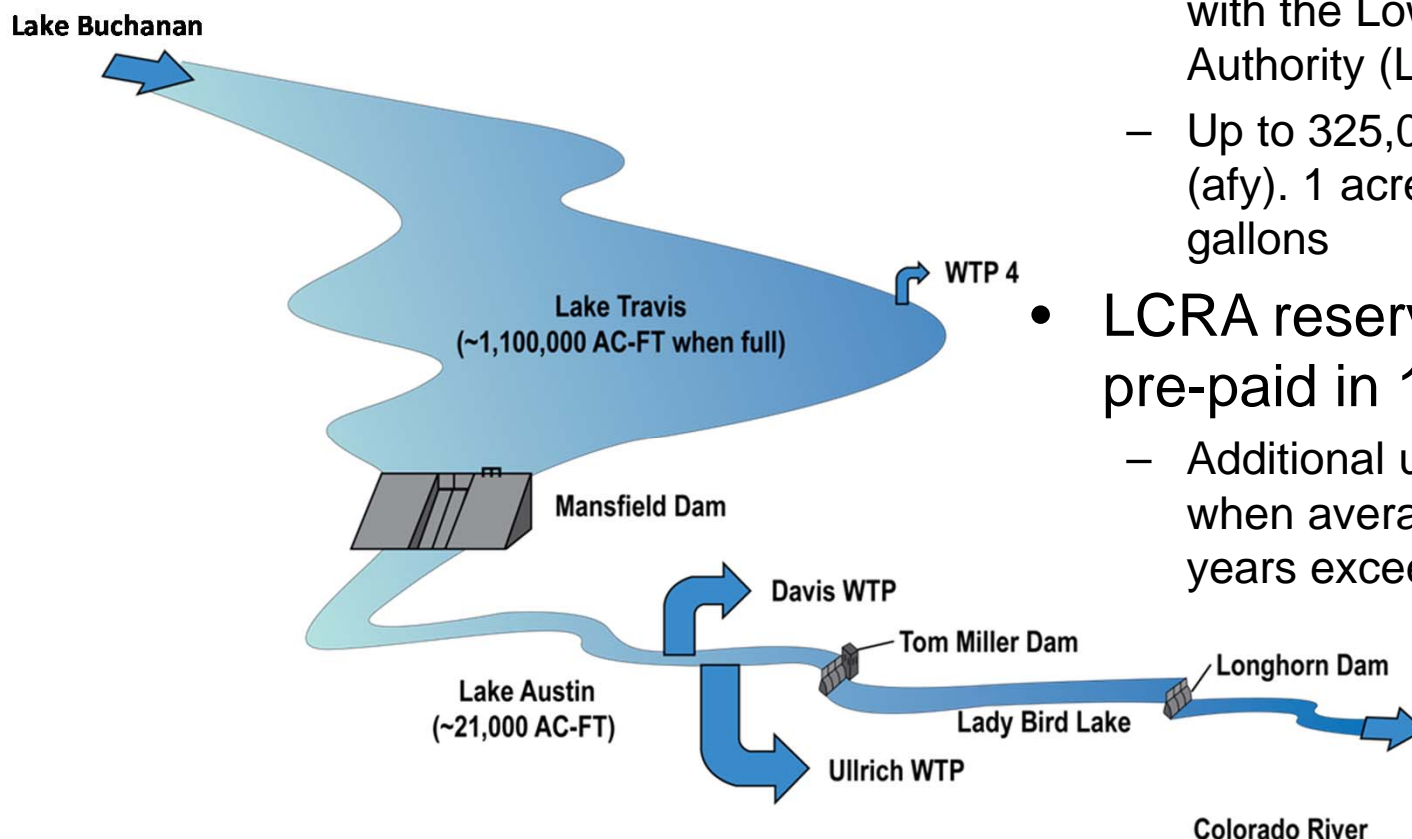 Lake Buchanan
with the Low
Authority (L
– Up to 325,0
(afy). 1 acre
gallons
WTP 4
Lake Travis
(~1,100,000 AC-FT when full)
• LCRA reserv
pre-paid in 1
– Additional u
when avera
years excee
Mansfield Dam
Davis WTP
Tom Miller Dam
Longhorn Dam
Lake Austin
(~21,000 AC-FT)
Lady Bird Lake
Ullrich WTP
Colorado River